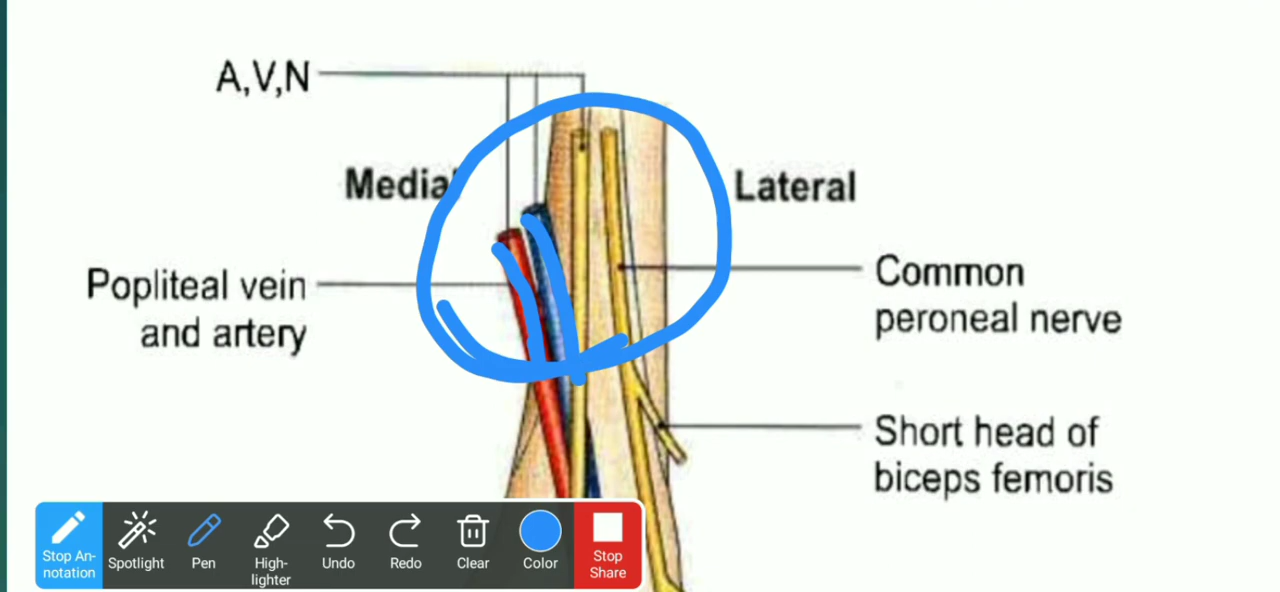 A,V,N
Medial
Lateral
Popliteal vein
and artery
Common
peroneal nerve
Short head of
biceps femoris
Stop An-
notation
Spotlight
Pen
High-
lighter
Undo
Redo
Clear
Color
Stop
Share